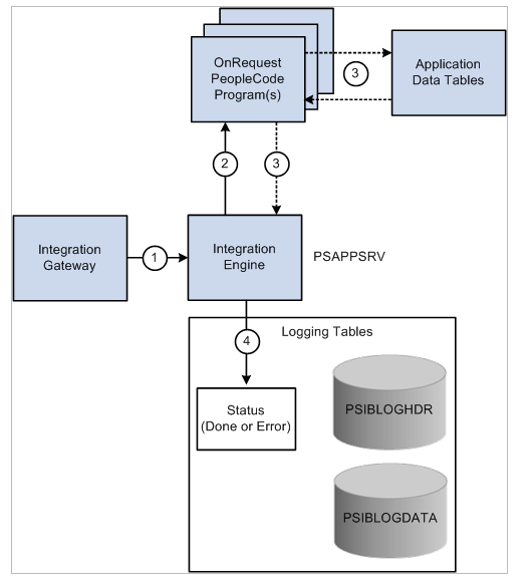 OnRequest
PeopleCode
Program(s)
3
Application
Data Tables
2
3
Integration
Gateway
1
Integration
Engine
PSAPPSRV
4
Logging Tables
Status
(Done or Error)
PSIBLOGHDR
PSIBLOGDATA